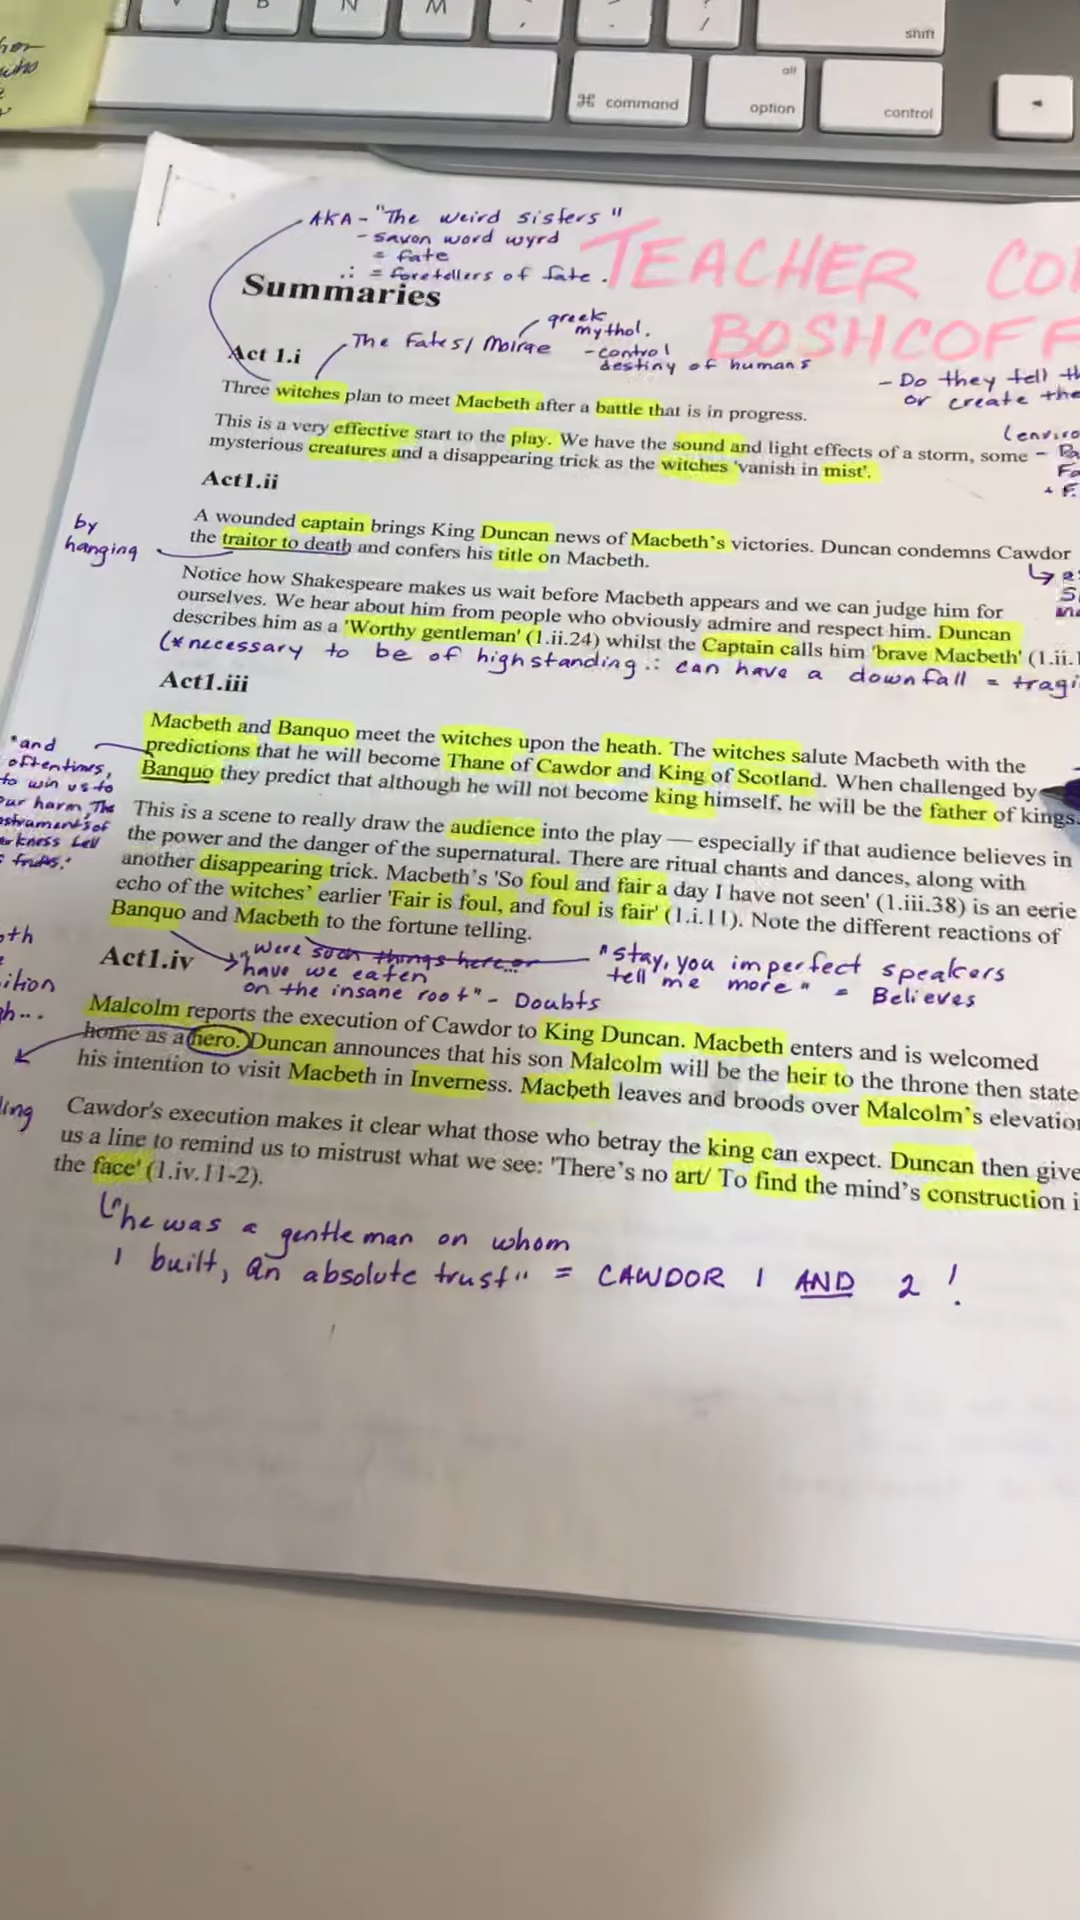 shift
B N M , . /
alt
⌘ command option control
AKA - "The weird sisters"
- savon word wyrd
= fate
∴ = foretellers of fate.
TEACHER CO
BOSHCOFF
Summaries
greek
mythol.
The Fates/ Moirae - control
destiny of humans
- Do they tell th
or create the
Act 1.i
Three witches plan to meet Macbeth after a battle that is in progress.
(enviro
This is a very effective start to the play. We have the sound and light effects of a storm, some -
mysterious creatures and a disappearing trick as the witches 'vanish in mist'.
Act1.ii
by
hanging
A wounded captain brings King Duncan news of Macbeth's victories. Duncan condemns Cawdor
the traitor to death and confers his title on Macbeth.
Notice how Shakespeare makes us wait before Macbeth appears and we can judge him for
ourselves. We hear about him from people who obviously admire and respect him. Duncan
describes him as a 'Worthy gentleman' (1.ii.24) whilst the Captain calls him 'brave Macbeth' (1.ii.1
(*necessary to be of high standing ∴ can have a downfall = tragi
Act1.iii
Macbeth and Banquo meet the witches upon the heath. The witches salute Macbeth with the
predictions that he will become Thane of Cawdor and King of Scotland. When challenged by
Banquo they predict that although he will not become king himself, he will be the father of kings.
"and
oftentimes,
to win us to
our harm, The
nstruments of
arkness tell
s truths."
This is a scene to really draw the audience into the play — especially if that audience believes in
the power and the danger of the supernatural. There are ritual chants and dances, along with
another disappearing trick. Macbeth's 'So foul and fair a day I have not seen' (1.iii.38) is an eerie
echo of the witches' earlier 'Fair is foul, and foul is fair' (1.i.11). Note the different reactions of
Banquo and Macbeth to the fortune telling.
"were such things here... or
have we eaten
on the insane root" - Doubts
"stay, you imperfect speakers
tell me more" = Believes
Act1.iv
Malcolm reports the execution of Cawdor to King Duncan. Macbeth enters and is welcomed
home as a hero. Duncan announces that his son Malcolm will be the heir to the throne then state
his intention to visit Macbeth in Inverness. Macbeth leaves and broods over Malcolm's elevation
Cawdor's execution makes it clear what those who betray the king can expect. Duncan then give
us a line to remind us to mistrust what we see: 'There's no art/ To find the mind's construction i
the face' (1.iv.11-2).
"he was a gentleman on whom
I built, an absolute trust" = CAWDOR 1 AND 2 !